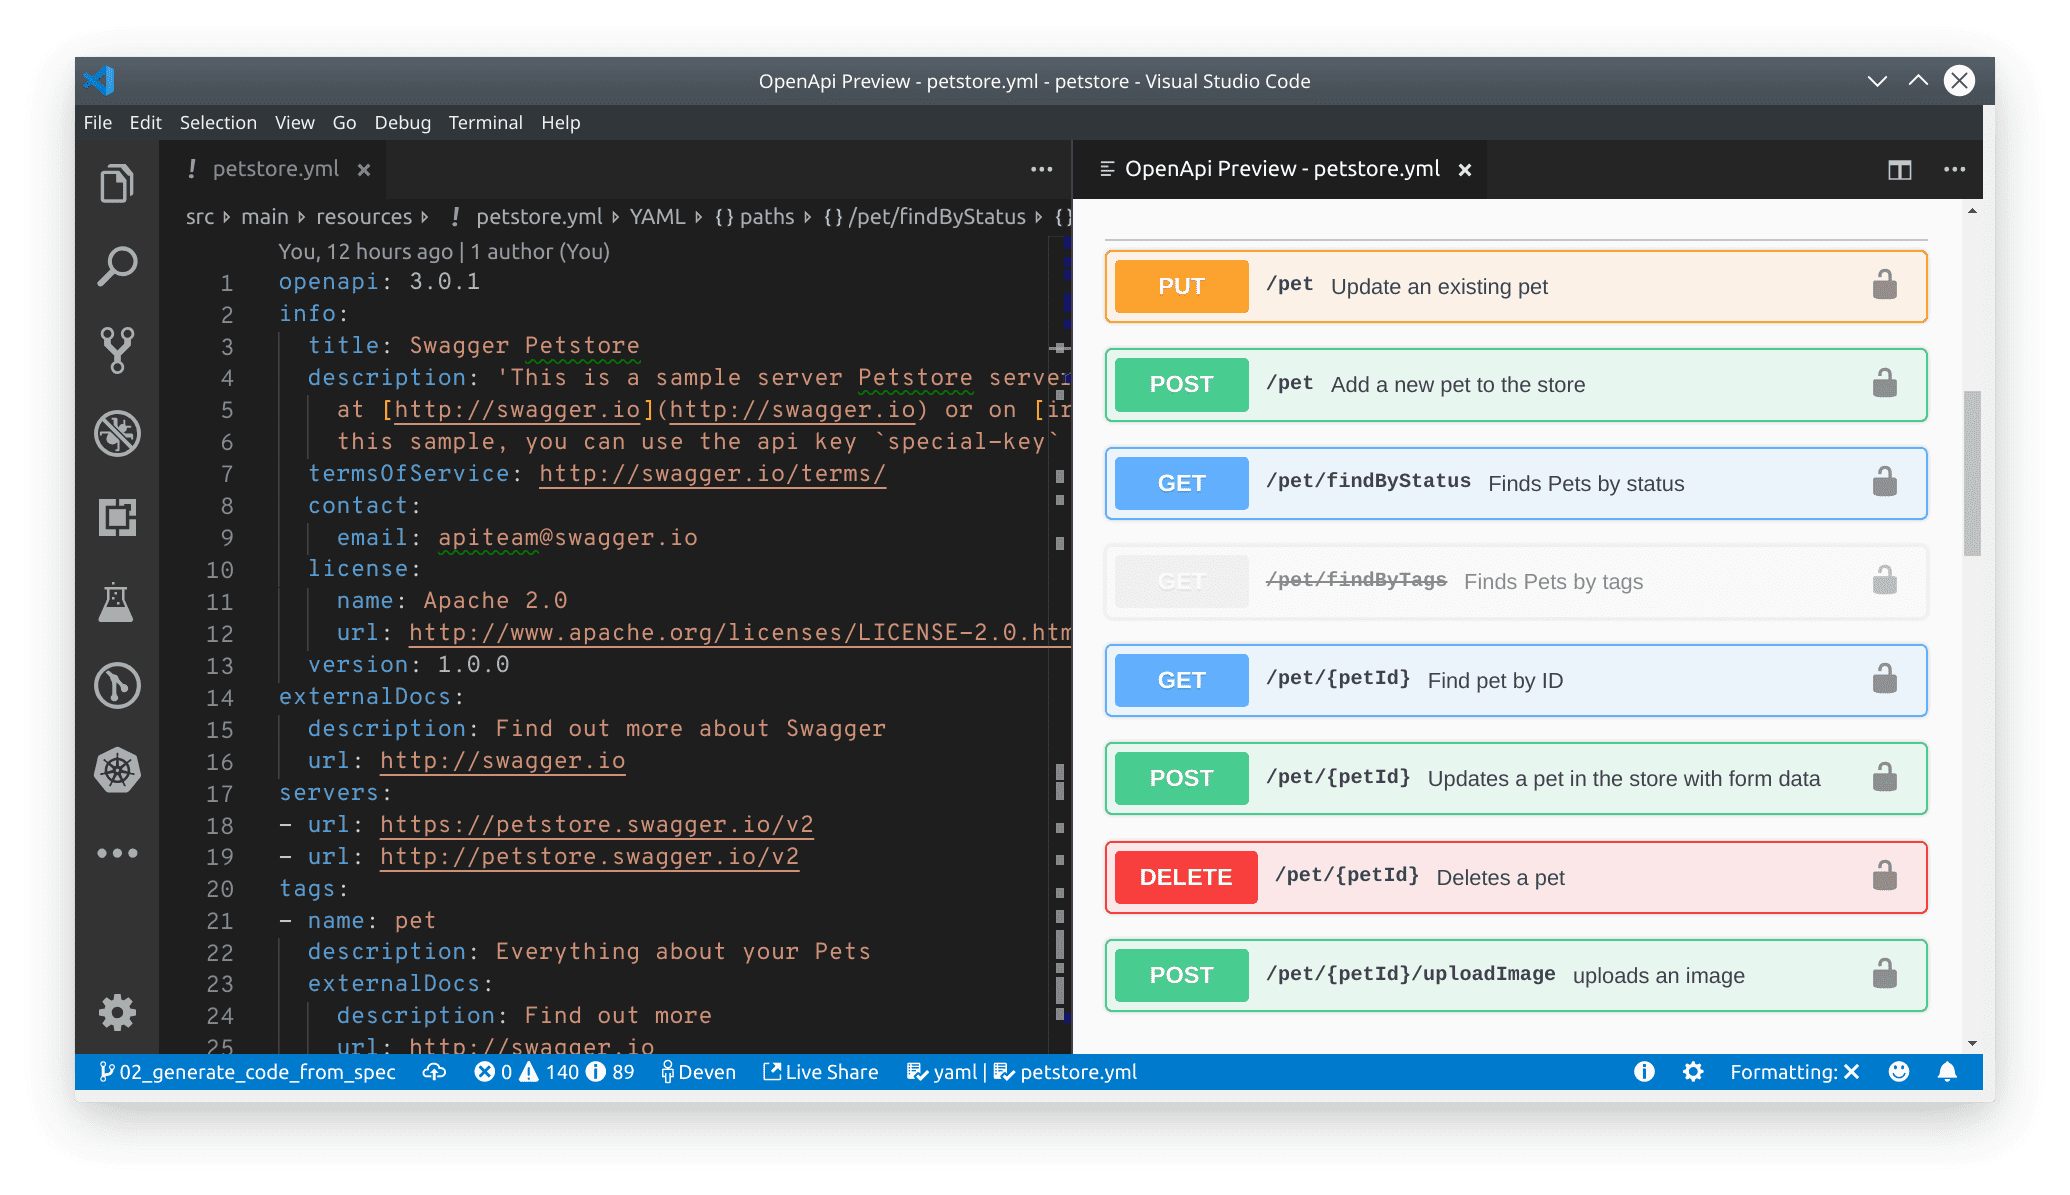 OpenApi Preview - petstore.yml - petstore - Visual Studio Code
File Edit Selection View Go Debug Terminal Help
! petstore.yml ×
src › main › resources › ! petstore.yml › YAML › {} paths › {} /pet/findByStatus › {}
You, 12 hours ago | 1 author (You)
1 openapi: 3.0.1
2 info:
3 title: Swagger Petstore
4 description: 'This is a sample server Petstore server
5 at [http://swagger.io](http://swagger.io) or on [ir
6 this sample, you can use the api key `special-key`
7 termsOfService: http://swagger.io/terms/
8 contact:
9 email: apiteam@swagger.io
10 license:
11 name: Apache 2.0
12 url: http://www.apache.org/licenses/LICENSE-2.0.htm
13 version: 1.0.0
14 externalDocs:
15 description: Find out more about Swagger
16 url: http://swagger.io
17 servers:
18 - url: https://petstore.swagger.io/v2
19 - url: http://petstore.swagger.io/v2
20 tags:
21 - name: pet
22 description: Everything about your Pets
23 externalDocs:
24 description: Find out more
25 url: http://swagger.io
OpenApi Preview - petstore.yml ×
PUT /pet Update an existing pet
POST /pet Add a new pet to the store
GET /pet/findByStatus Finds Pets by status
GET /pet/findByTags Finds Pets by tags
GET /pet/{petId} Find pet by ID
POST /pet/{petId} Updates a pet in the store with form data
DELETE /pet/{petId} Deletes a pet
POST /pet/{petId}/uploadImage uploads an image
02_generate_code_from_spec 0 140 89 Deven Live Share yaml | petstore.yml Formatting: ×